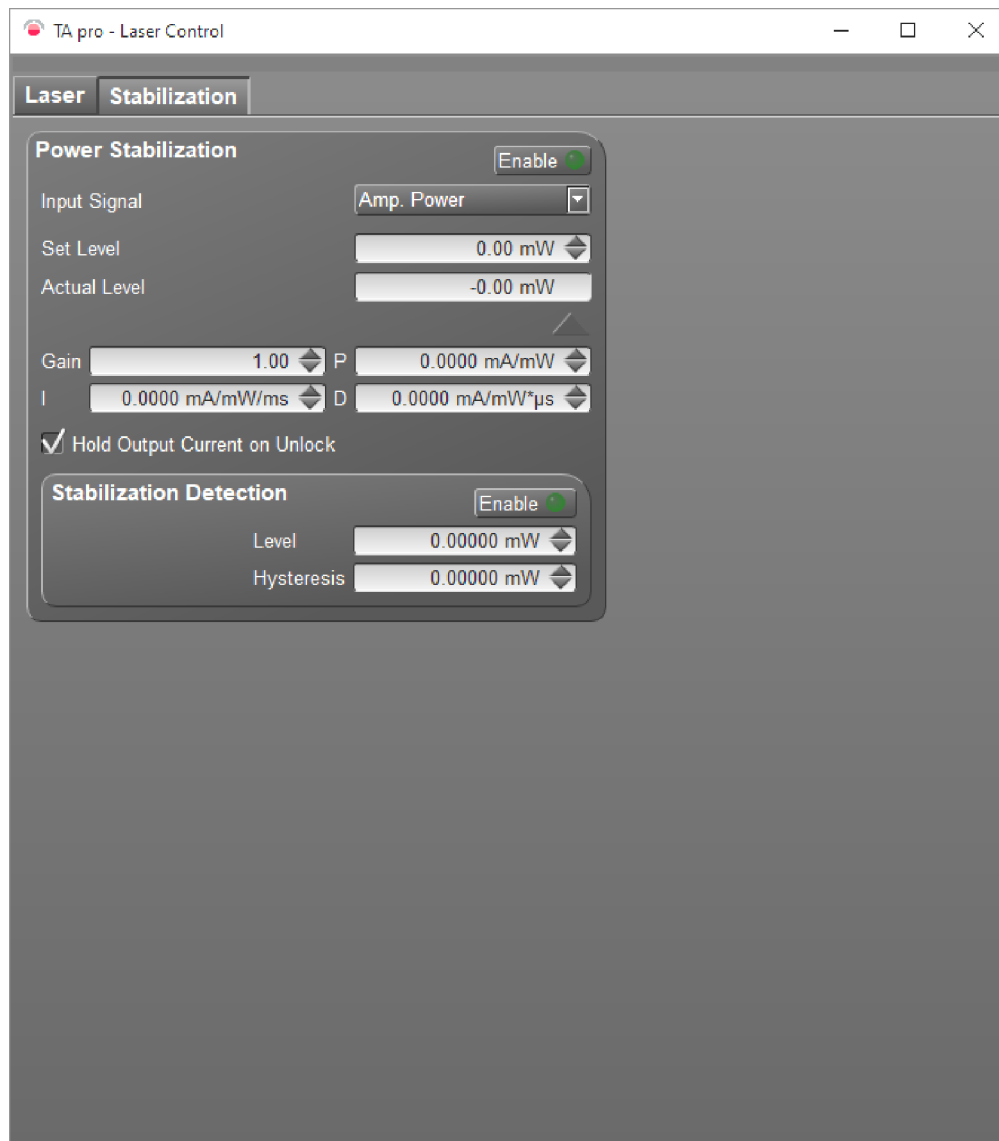 TA pro - Laser Control
Laser Stabilization
Power Stabilization Enable
Input Signal Amp. Power
Set Level 0.00 mW
Actual Level -0.00 mW
Gain 1.00 P 0.0000 mA/mW
I 0.0000 mA/mW/ms D 0.0000 mA/mW*µs
Hold Output Current on Unlock
Stabilization Detection Enable
Level 0.00000 mW
Hysteresis 0.00000 mW